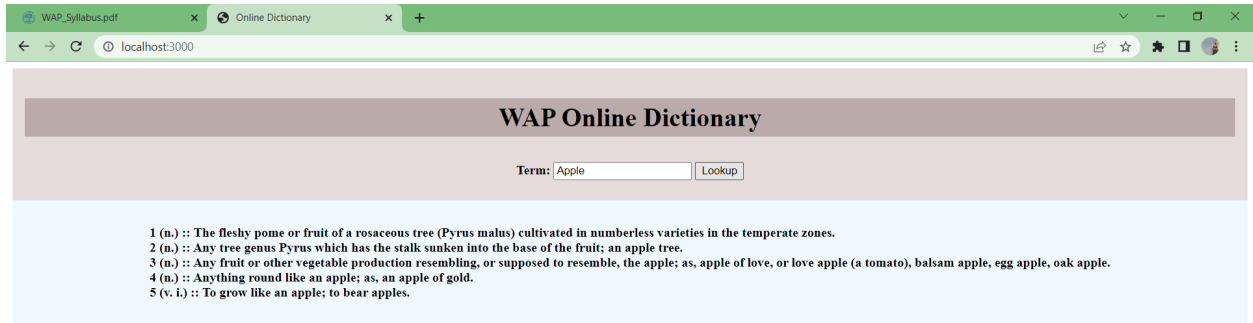 WAP_Syllabus.pdf
Online Dictionary
localhost:3000
WAP Online Dictionary
Term: Apple Lookup
1 (n.) :: The fleshy pome or fruit of a rosaceous tree (Pyrus malus) cultivated in numberless varieties in the temperate zones.
2 (n.) :: Any tree genus Pyrus which has the stalk sunken into the base of the fruit; an apple tree.
3 (n.) :: Any fruit or other vegetable production resembling, or supposed to resemble, the apple; as, apple of love, or love apple (a tomato), balsam apple, egg apple, oak apple.
4 (n.) :: Anything round like an apple; as, an apple of gold.
5 (v. i.) :: To grow like an apple; to bear apples.